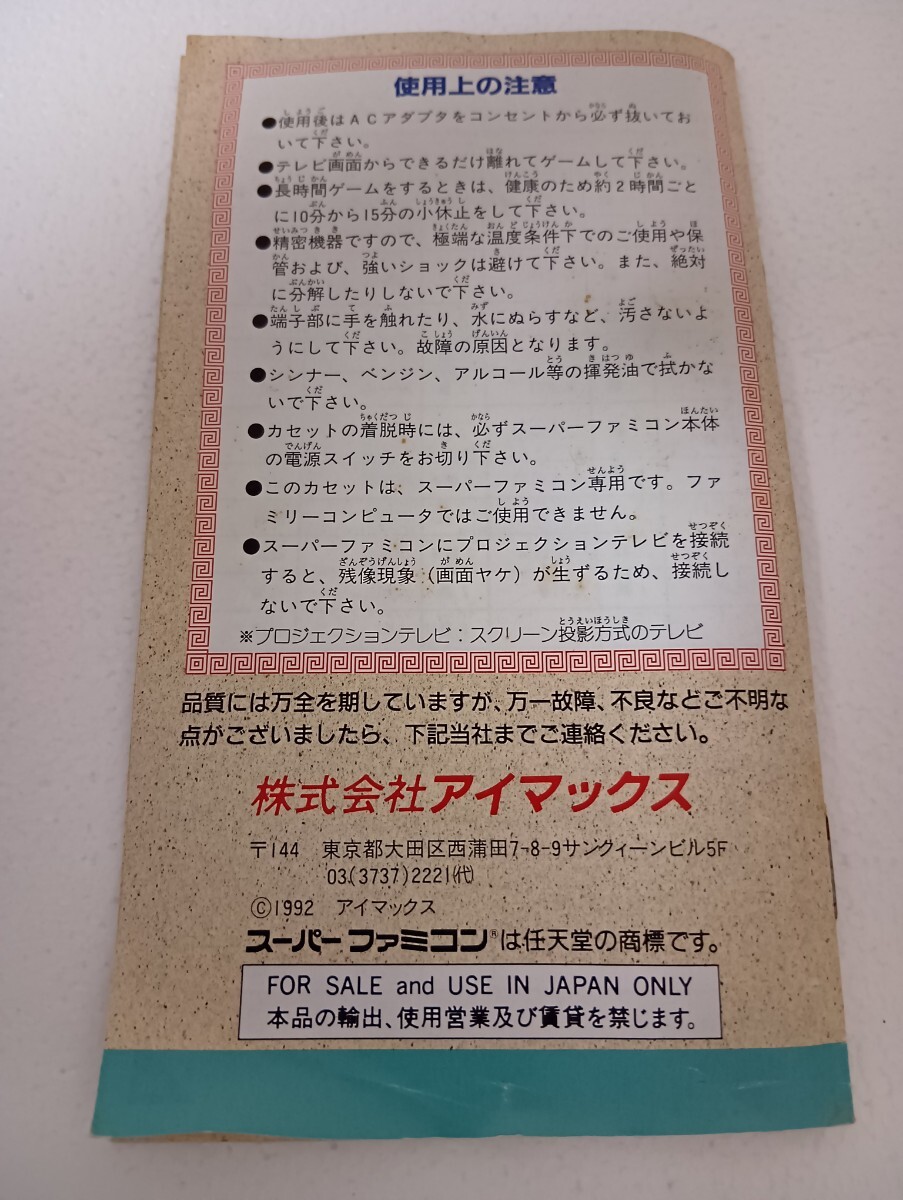 使用上の注意
●使用後はACアダプタをコンセントから必ず抜いてお
いて下さい。
●テレビ画面からできるだけ離れてゲームして下さい。
●長時間ゲームをするときは、健康のため約2時間ごと
に10分から15分の小休止をして下さい。
●精密機器ですので、極端な温度条件下でのご使用や保
管および、強いショックは避けて下さい。また、絶対
に分解したりしないで下さい。
●端子部に手を触れたり、水にぬらすなど、汚さないよ
うにして下さい。故障の原因となります。
●シンナー、ベンジン、アルコール等の揮発油で拭かな
いで下さい。
●カセットの着脱時には、必ずスーパーファミコン本体
の電源スイッチをお切り下さい。
●このカセットは、スーパーファミコン専用です。ファ
ミリーコンピュータではご使用できません。
●スーパーファミコンにプロジェクションテレビを接続
すると、残像現象（画面ヤケ）が生ずるため、接続し
ないで下さい。
※プロジェクションテレビ：スクリーン投影方式のテレビ
品質には万全を期していますが、万一故障、不良などご不明な
点がございましたら、下記当社までご連絡ください。
株式会社アイマックス
〒144 東京都大田区西蒲田7-8-9サンクィーンビル5F
03.(3737)2221(代)
©1992 アイマックス
スーパーファミコン®は任天堂の商標です。
FOR SALE and USE IN JAPAN ONLY
本品の輸出、使用営業及び賃貸を禁じます。